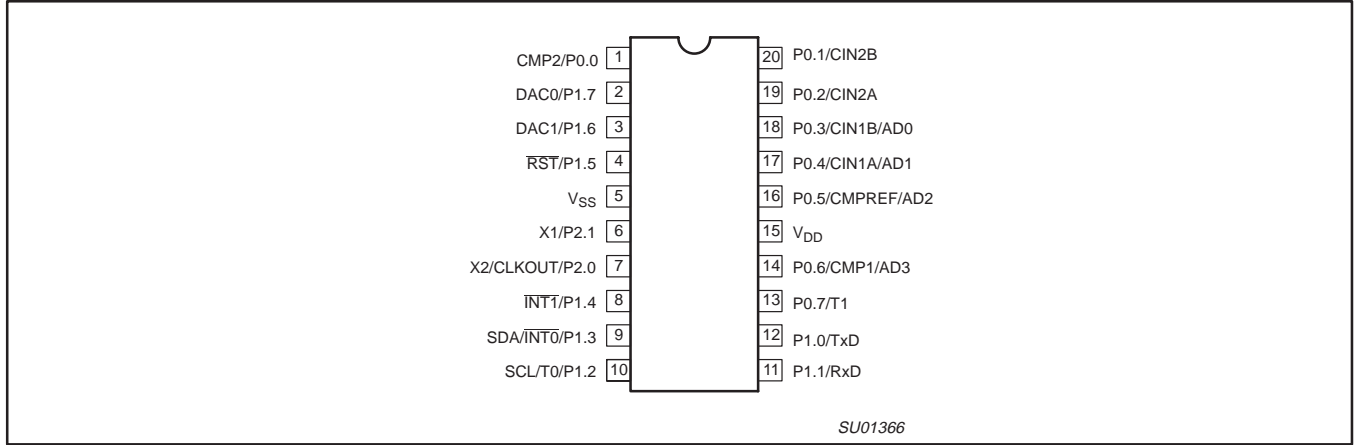 CMP2/P0.0 1
DAC0/P1.7 2
DAC1/P1.6 3
R̅S̅T̅/P1.5 4
VSS 5
X1/P2.1 6
X2/CLKOUT/P2.0 7
I̅N̅T̅1̅/P1.4 8
SDA/I̅N̅T̅0̅/P1.3 9
SCL/T0/P1.2 10
20 P0.1/CIN2B
19 P0.2/CIN2A
18 P0.3/CIN1B/AD0
17 P0.4/CIN1A/AD1
16 P0.5/CMPREF/AD2
15 VDD
14 P0.6/CMP1/AD3
13 P0.7/T1
12 P1.0/TxD
11 P1.1/RxD
SU01366